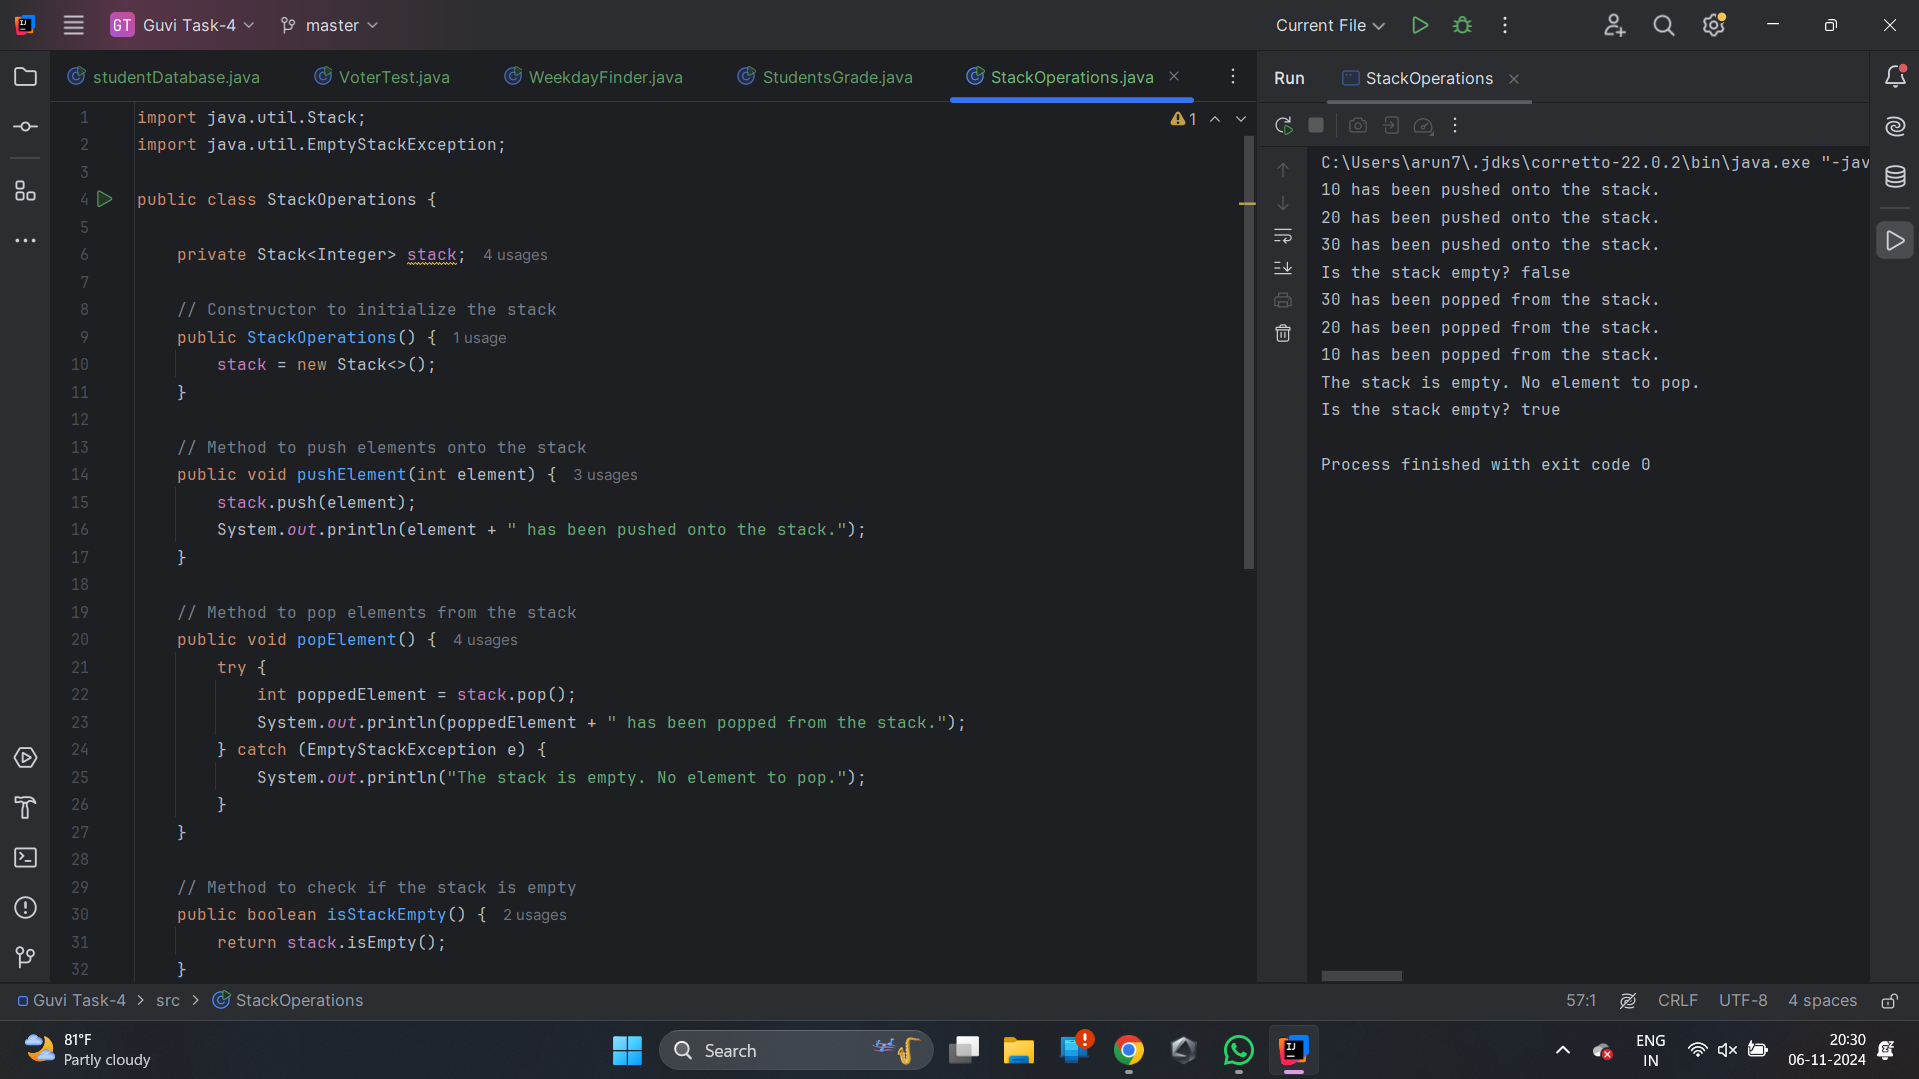 GT Guvi Task-4 master Current File
studentDatabase.java VoterTest.java WeekdayFinder.java StudentsGrade.java StackOperations.java Run StackOperations
1 import java.util.Stack; 1
2 import java.util.EmptyStackException;
3
4 public class StackOperations {
5
6 private Stack<Integer> stack; 4 usages
7
8 // Constructor to initialize the stack
9 public StackOperations() { 1 usage
10 stack = new Stack<>();
11 }
12
13 // Method to push elements onto the stack
14 public void pushElement(int element) { 3 usages
15 stack.push(element);
16 System.out.println(element + " has been pushed onto the stack.");
17 }
18
19 // Method to pop elements from the stack
20 public void popElement() { 4 usages
21 try {
22 int poppedElement = stack.pop();
23 System.out.println(poppedElement + " has been popped from the stack.");
24 } catch (EmptyStackException e) {
25 System.out.println("The stack is empty. No element to pop.");
26 }
27 }
28
29 // Method to check if the stack is empty
30 public boolean isStackEmpty() { 2 usages
31 return stack.isEmpty();
32 }
C:\Users\arun7\.jdks\corretto-22.0.2\bin\java.exe "-jav
10 has been pushed onto the stack.
20 has been pushed onto the stack.
30 has been pushed onto the stack.
Is the stack empty? false
30 has been popped from the stack.
20 has been popped from the stack.
10 has been popped from the stack.
The stack is empty. No element to pop.
Is the stack empty? true
Process finished with exit code 0
Guvi Task-4 > src > StackOperations 57:1 CRLF UTF-8 4 spaces
81°F
Partly cloudy
Search
ENG
IN
20:30
06-11-2024